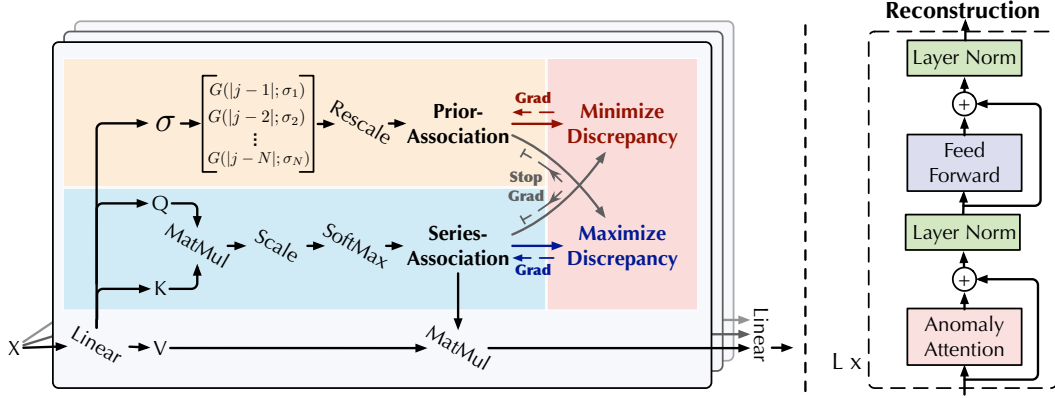 Reconstruction
G(|j − 1|; σ₁)
G(|j − 2|; σ₂)
⋮
G(|j − N|; σ_N)
σ
Rescale
Prior-
Association
Grad
Minimize
Discrepancy
Stop
Grad
Q
K
MatMul
Scale
SoftMax
Series-
Association
Grad
Maximize
Discrepancy
X
Linear
V
MatMul
Linear
Layer Norm
+
Feed
Forward
Layer Norm
+
Anomaly
Attention
L x